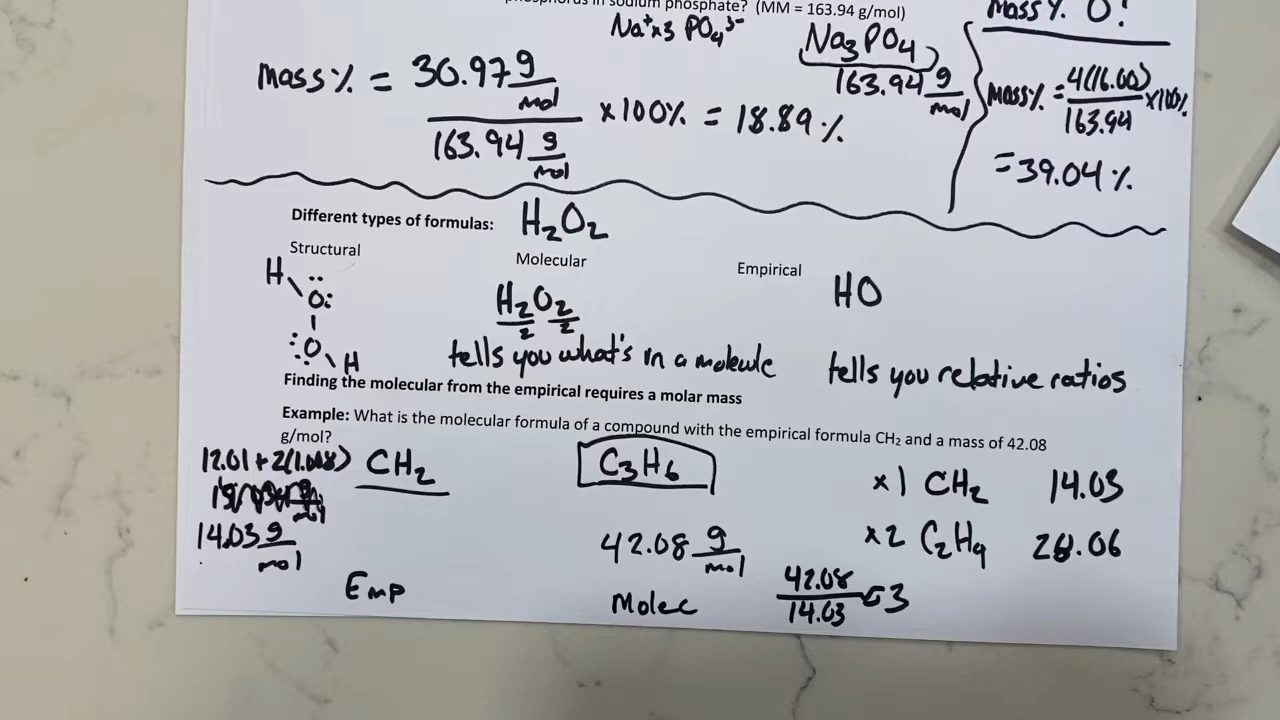 phosphorus in sodium phosphate? (MM = 163.94 g/mol)
Na⁺x3 PO₄³⁻
Na₃PO₄
163.94 g/mol
Mass % = 30.97 g/mol / 163.94 g/mol x100% = 18.89 %
Mass % O?
Mass% = 4(16.00) / 163.94 x100%
= 39.04 %
Different types of formulas: H₂O₂
Structural
Molecular
Empirical
H
O
O H
H₂O₂
2 2
HO
tells you what's in a molecule
tells you relative ratios
Finding the molecular from the empirical requires a molar mass
Example: What is the molecular formula of a compound with the empirical formula CH₂ and a mass of 42.08
g/mol?
12.01 + 2(1.008) CH₂
14.03 g/mol
Emp
C₃H₆
42.08 g/mol
Molec
x1 CH₂ 14.03
x2 C₂H₄ 28.06
42.08 / 14.03 = 3